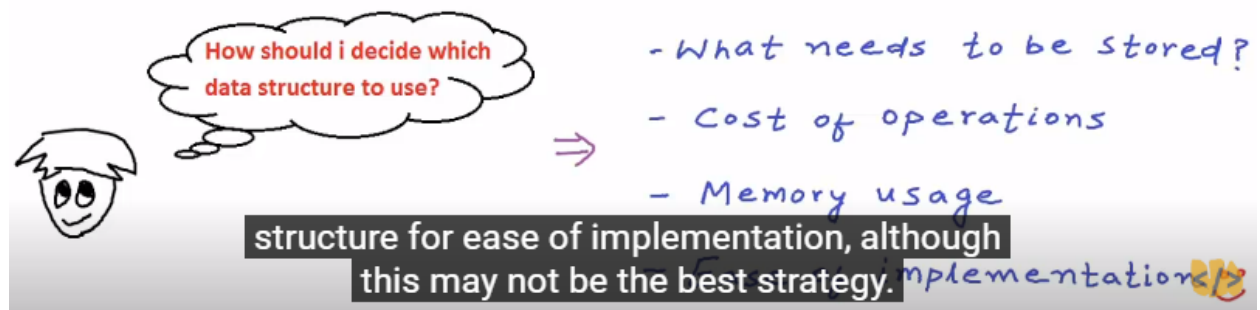 How should i decide which
data structure to use?
- What needs to be stored?
- Cost of operations
- Memory usage
- implementation
structure for ease of implementation, although
this may not be the best strategy.